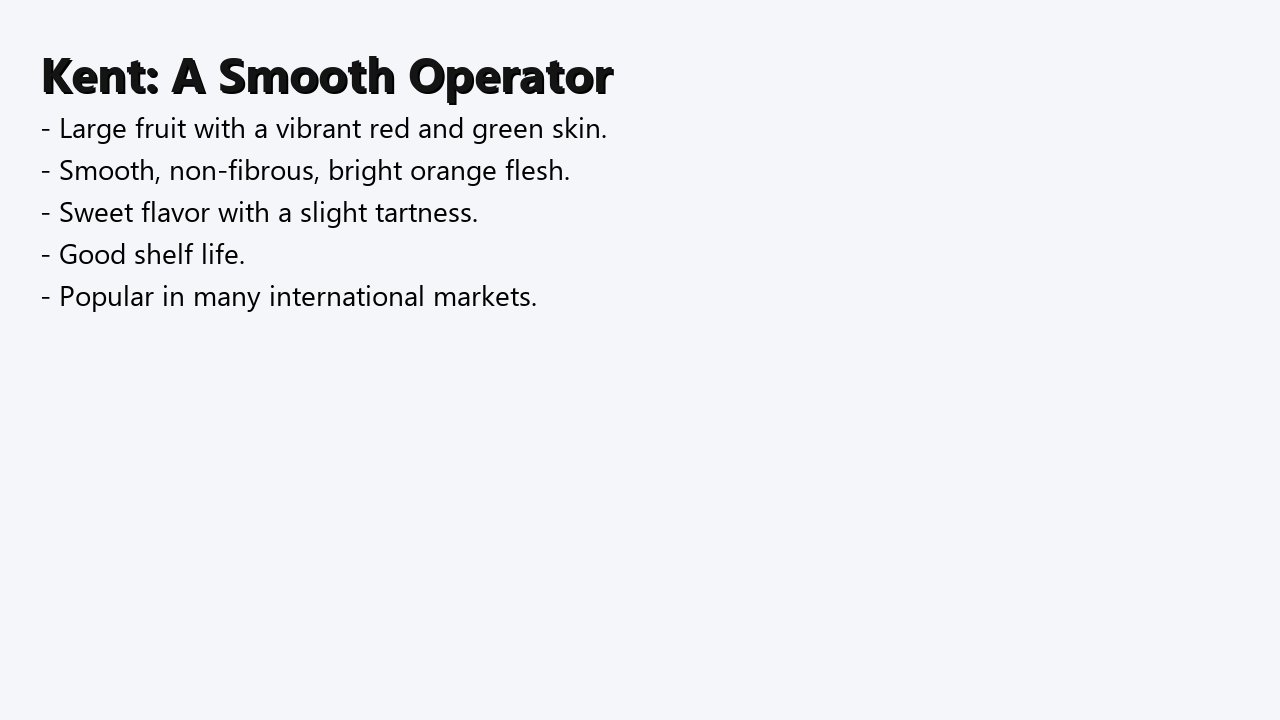 Kent: A Smooth Operator
- Large fruit with a vibrant red and green skin.
- Smooth, non-fibrous, bright orange flesh.
- Sweet flavor with a slight tartness.
- Good shelf life.
- Popular in many international markets.